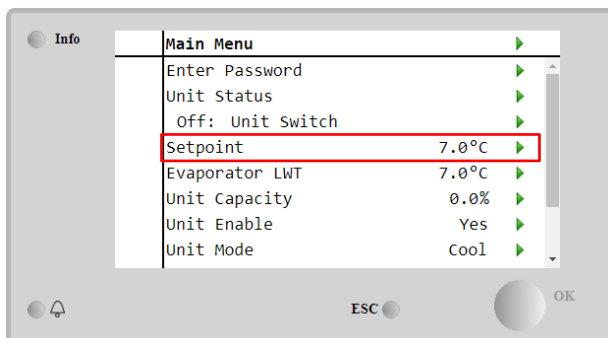 Info
Main Menu
Enter Password
Unit Status
Off: Unit Switch
Setpoint 7.0°C
Evaporator LWT 7.0°C
Unit Capacity 0.0%
Unit Enable Yes
Unit Mode Cool
ESC
OK